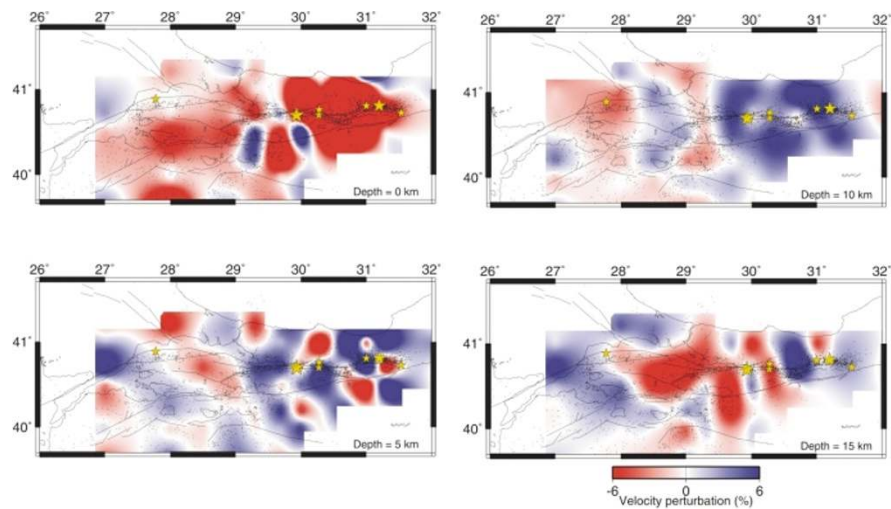 26° 27° 28° 29° 30° 31° 32°
41°
40°
Depth = 0 km
26° 27° 28° 29° 30° 31° 32°
41°
40°
Depth = 10 km
26° 27° 28° 29° 30° 31° 32°
41°
40°
Depth = 5 km
26° 27° 28° 29° 30° 31° 32°
41°
40°
Depth = 15 km
-6 0 6
Velocity perturbation (%)